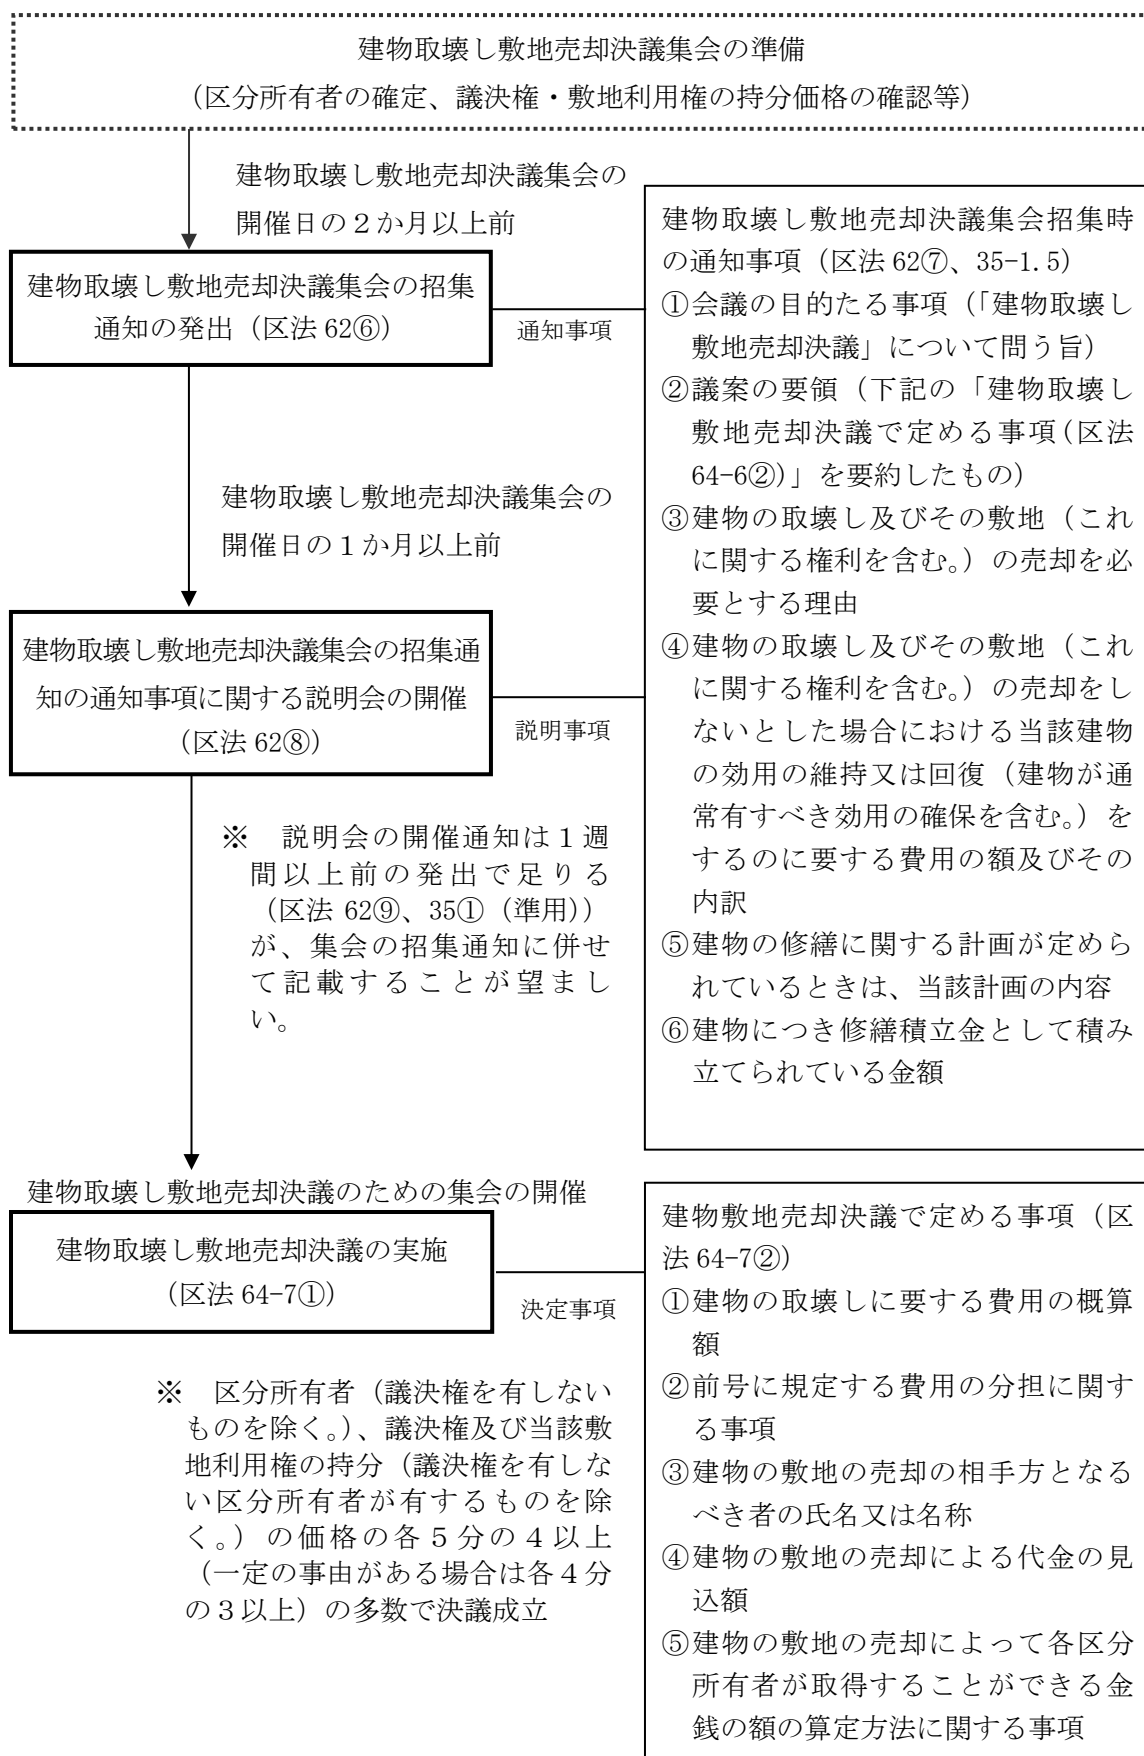 建物取壊し敷地売却決議集会の準備
（区分所有者の確定、議決権・敷地利用権の持分価格の確認等）
建物取壊し敷地売却決議集会の
開催日の２か月以上前
建物取壊し敷地売却決議集会の招集
通知の発出（区法 62⑥）
通知事項
建物取壊し敷地売却決議集会招集時
の通知事項（区法 62⑦、35-1.5）
①会議の目的たる事項（「建物取壊し
敷地売却決議」について問う旨）
②議案の要領（下記の「建物取壊し
敷地売却決議で定める事項（区法
64-6②）」を要約したもの）
③建物の取壊し及びその敷地（これ
に関する権利を含む。）の売却を必
要とする理由
④建物の取壊し及びその敷地（これ
に関する権利を含む。）の売却をし
ないとした場合における当該建物
の効用の維持又は回復（建物が通
常有すべき効用の確保を含む。）を
するのに要する費用の額及びその
内訳
⑤建物の修繕に関する計画が定めら
れているときは、当該計画の内容
⑥建物につき修繕積立金として積み
立てられている金額
建物取壊し敷地売却決議集会の
開催日の１か月以上前
建物取壊し敷地売却決議集会の招集通
知の通知事項に関する説明会の開催
（区法 62⑧）
説明事項
※　説明会の開催通知は１週
間以上前の発出で足りる
（区法 62⑨、35①（準用））
が、集会の招集通知に併せ
て記載することが望まし
い。
建物取壊し敷地売却決議のための集会の開催
建物取壊し敷地売却決議の実施
（区法 64-7①）
決定事項
※　区分所有者（議決権を有しない
ものを除く。）、議決権及び当該敷
地利用権の持分（議決権を有しな
い区分所有者が有するものを除
く。）の価格の各５分の４以上
（一定の事由がある場合は各４分
の３以上）の多数で決議成立
建物敷地売却決議で定める事項（区
法 64-7②）
①建物の取壊しに要する費用の概算
額
②前号に規定する費用の分担に関す
る事項
③建物の敷地の売却の相手方となる
べき者の氏名又は名称
④建物の敷地の売却による代金の見
込額
⑤建物の敷地の売却によって各区分
所有者が取得することができる金
銭の額の算定方法に関する事項